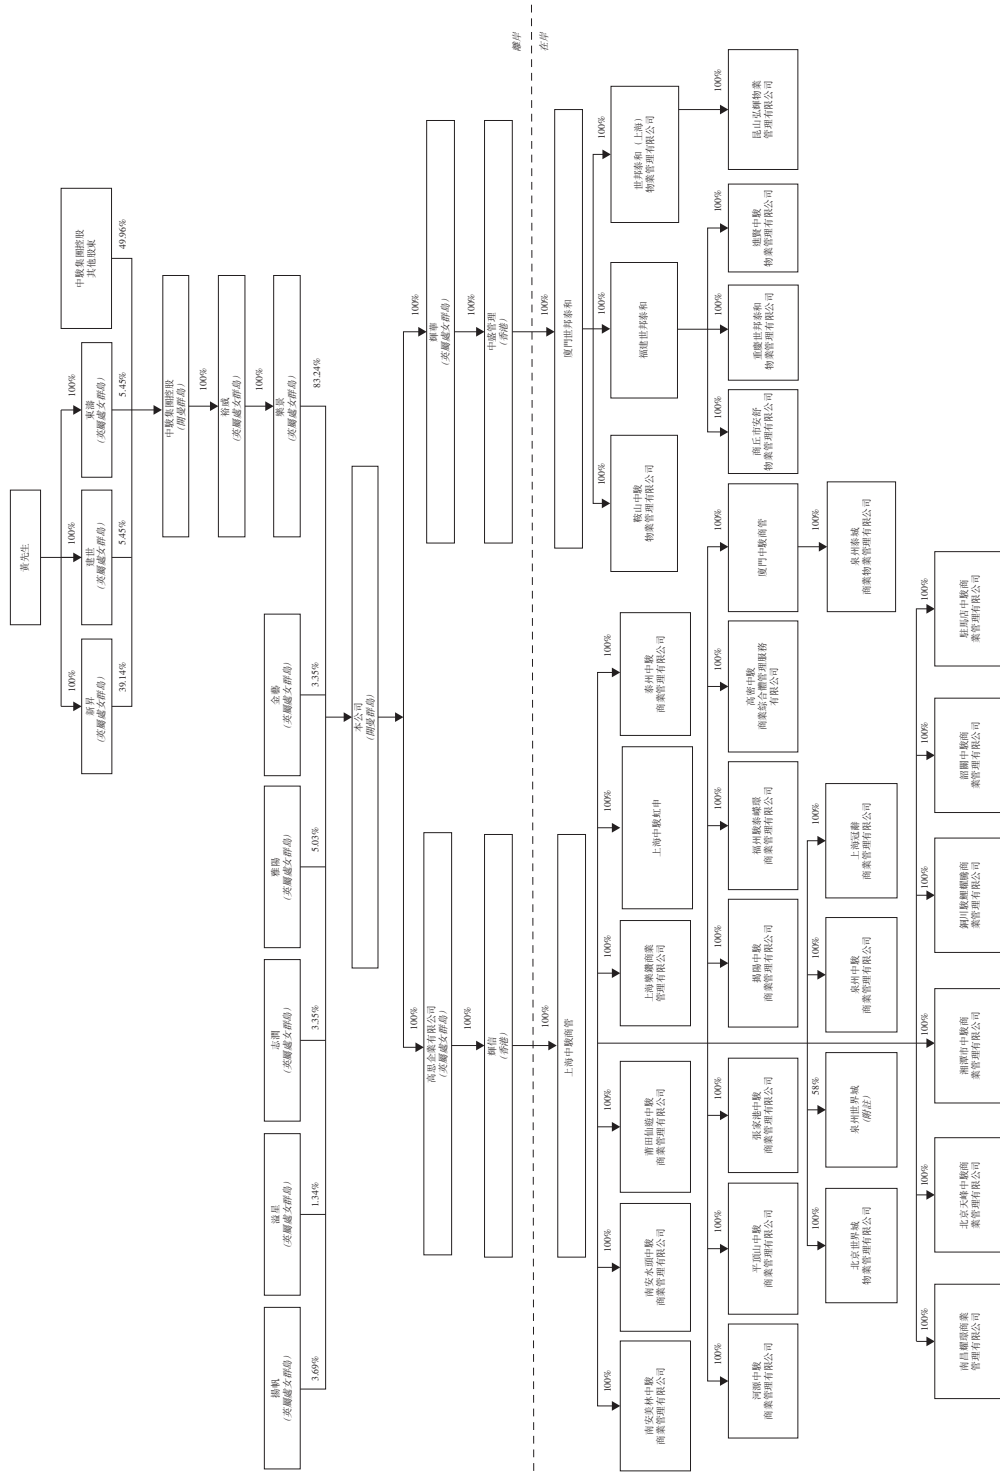 黃先生
100%
100%
100%
新昇
(英屬處女群島)
建世
(英屬處女群島)
東濤
(英屬處女群島)
中駿集團控股
其他股東
39.14%
5.45%
5.45%
49.96%
中駿集團控股
(開曼群島)
100%
裕威
(英屬處女群島)
100%
揚帆
(英屬處女群島)
溢星
(英屬處女群島)
志潤
(英屬處女群島)
雅陽
(英屬處女群島)
金藝
(英屬處女群島)
樂景
(英屬處女群島)
3.69%
1.34%
3.35%
5.03%
3.35%
83.24%
本公司
(開曼群島)
100%
100%
高思企業有限公司
(英屬處女群島)
輝華
(英屬處女群島)
100%
100%
輝信
(香港)
中盛管理
(香港)
離岸
100%
100%
在岸
上海中駿商管
廈門世邦泰和
100%
100%
100%
100%
100%
100%
100%
100%
100%
南安美林中駿
商業管理有限公司
南安水頭中駿
商業管理有限公司
莆田仙遊中駿
商業管理有限公司
上海樂鑽商業
管理有限公司
上海中駿虹申
泰州中駿
商業管理有限公司
鞍山中駿
物業管理有限公司
福建世邦泰和
世邦泰和（上海）
物業管理有限公司
100%
100%
100%
100%
100%
100%
100%
100%
100%
100%
100%
河源中駿
商業管理有限公司
平頂山中駿
商業管理有限公司
張家港中駿
商業管理有限公司
揭陽中駿
商業管理有限公司
福州駿泰嶸璟
商業管理有限公司
高密中駿
商業綜合體管理服務
有限公司
廈門中駿商管
商丘市安舒
物業管理有限公司
重慶世邦泰和
物業管理有限公司
進賢中駿
物業管理有限公司
昆山弘輝物業
管理有限公司
100%
58%
100%
100%
100%
北京世界城
物業管理有限公司
泉州世界城
(附註)
泉州中駿
商業管理有限公司
上海冠辭
商業管理有限公司
泉州泰城
商業物業管理有限公司
100%
100%
100%
100%
100%
100%
南昌耀璟商業
管理有限公司
北京天峰中駿商
業管理有限公司
湘潭市中駿商
業管理有限公司
銅川駿鯉耀騰商
業管理有限公司
韶關中駿商
業管理有限公司
駐馬店中駿商
業管理有限公司